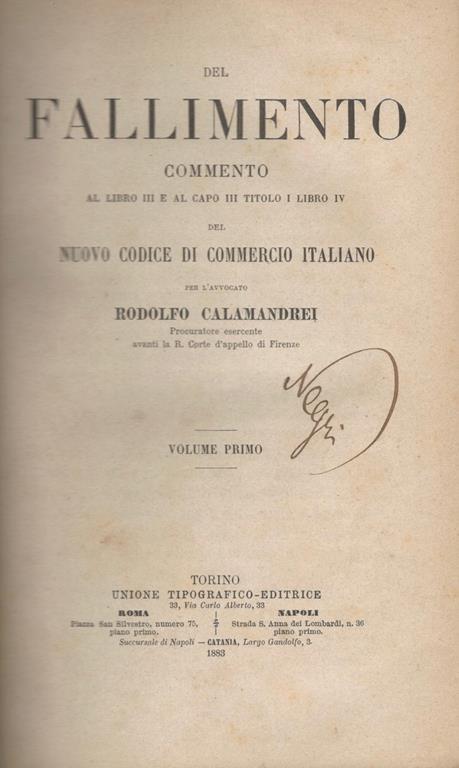 DEL
FALLIMENTO
COMMENTO
AL LIBRO III E AL CAPO III TITOLO I LIBRO IV
DEL
NUOVO CODICE DI COMMERCIO ITALIANO
PER L'AVVOCATO
RODOLFO CALAMANDREI
Procuratore esercente
avanti la R. Corte d'appello di Firenze
Negri
VOLUME PRIMO
TORINO
UNIONE TIPOGRAFICO-EDITRICE
33, Via Carlo Alberto, 33
ROMA
Piazza San Silvestro, numero 75,
piano primo.
NAPOLI
Strada S. Anna dei Lombardi, n. 36
piano primo.
Succursale di Napoli — CATANIA, Largo Gandolfo, 3.
1883